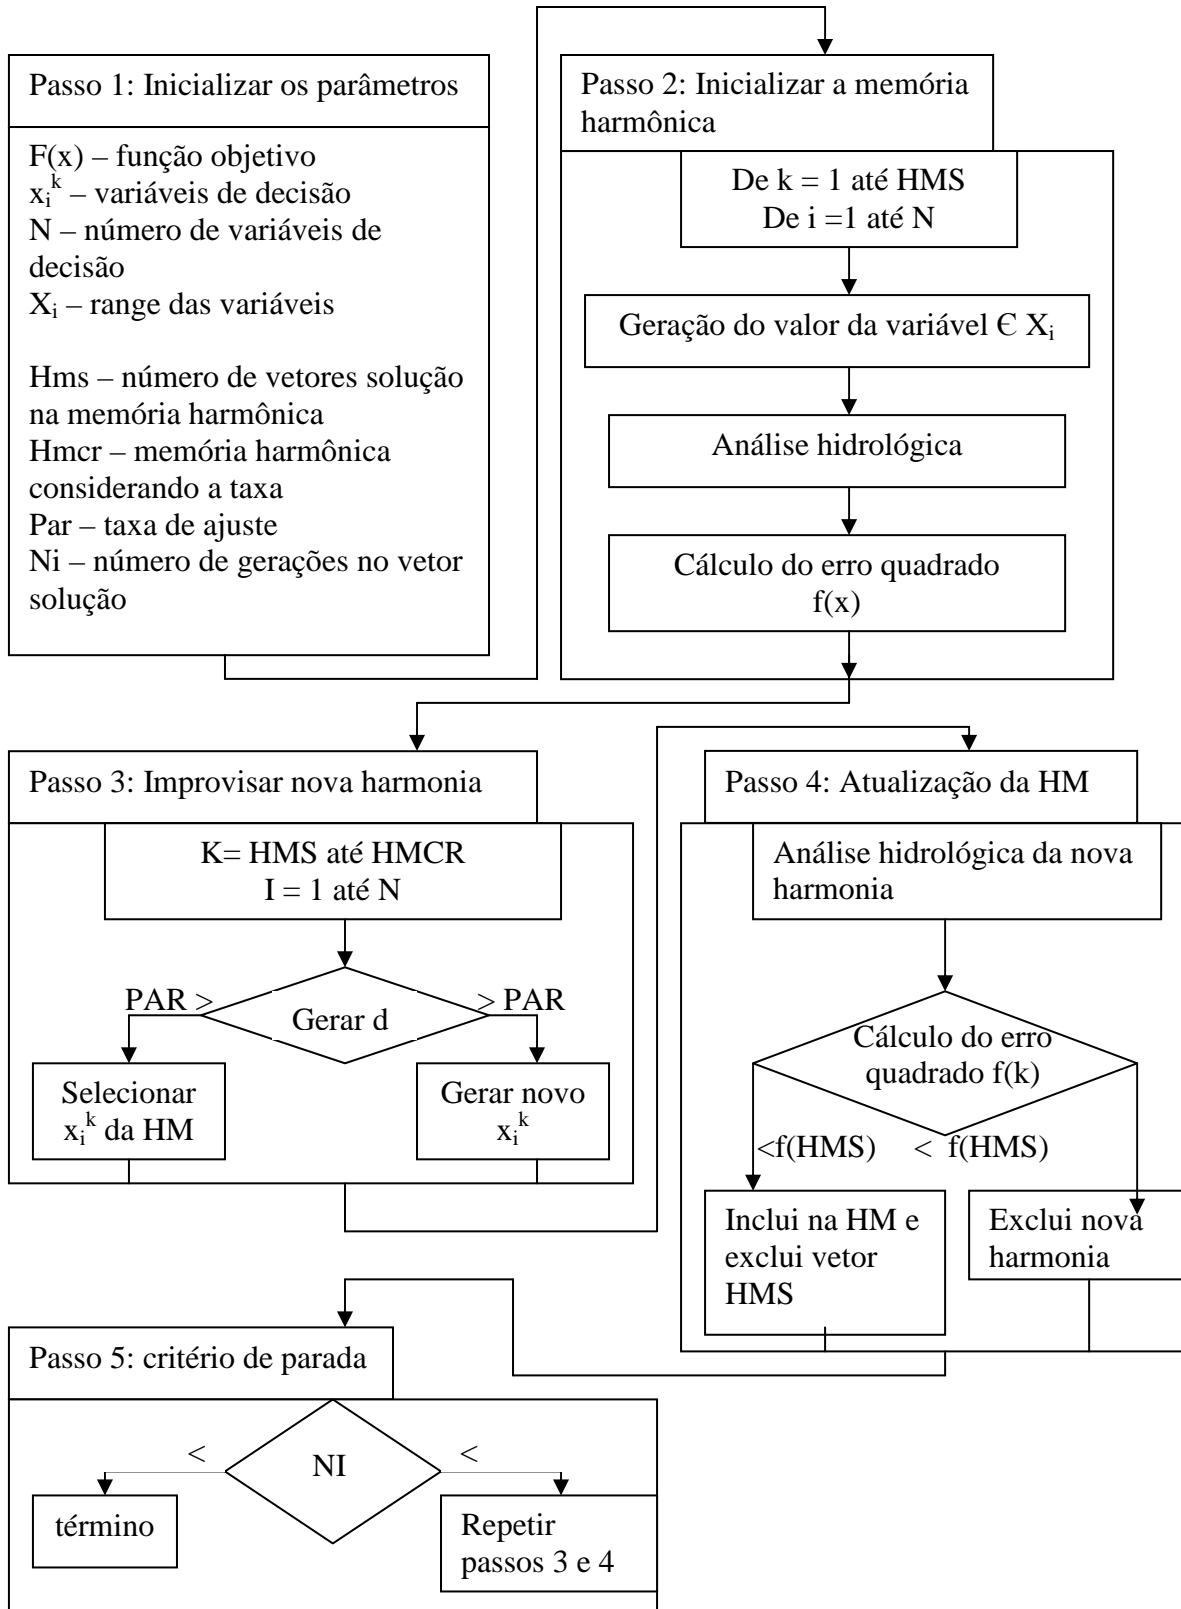 Passo 1: Inicializar os parâmetros
F(x) – função objetivo
xᵢᵏ – variáveis de decisão
N – número de variáveis de
decisão
Xᵢ – range das variáveis
Hms – número de vetores solução
na memória harmônica
Hmcr – memória harmônica
considerando a taxa
Par – taxa de ajuste
Ni – número de gerações no vetor
solução
Passo 2: Inicializar a memória
harmônica
De k = 1 até HMS
De i =1 até N
Geração do valor da variável Є Xᵢ
Análise hidrológica
Cálculo do erro quadrado
f(x)
Passo 3: Improvisar nova harmonia
K= HMS até HMCR
I = 1 até N
PAR >
> PAR
Gerar d
Selecionar
xᵢᵏ da HM
Gerar novo
xᵢᵏ
Passo 4: Atualização da HM
Análise hidrológica da nova
harmonia
Cálculo do erro
quadrado f(k)
<f(HMS)
< f(HMS)
Inclui na HM e
exclui vetor
HMS
Exclui nova
harmonia
Passo 5: critério de parada
<
NI
<
término
Repetir
passos 3 e 4